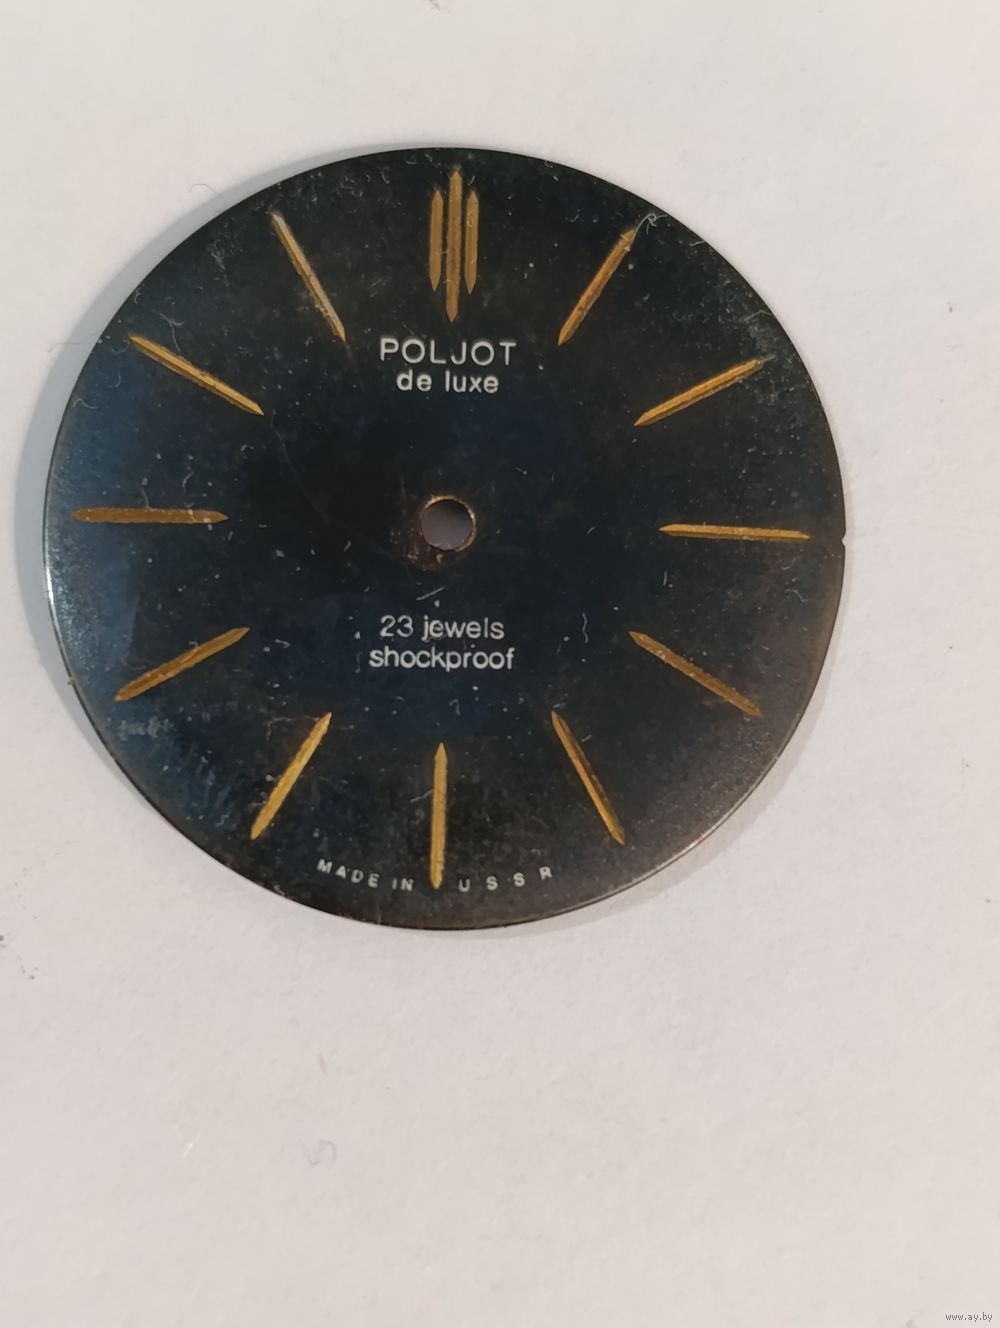 POLJOT
de luxe
23 jewels
shockproof
MADE IN USSR
www.ay.by